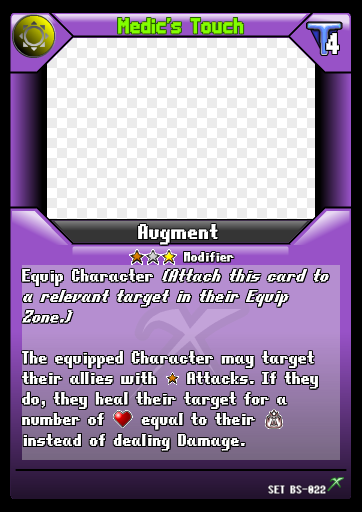 Medic's Touch
T4
Augment
Modifier
Equip Character (Attach this card to
a relevant target in their Equip
Zone.)
The equipped Character may target
their allies with Attacks. If they
do, they heal their target for a
number of equal to their
instead of dealing Damage.
SET BS-022